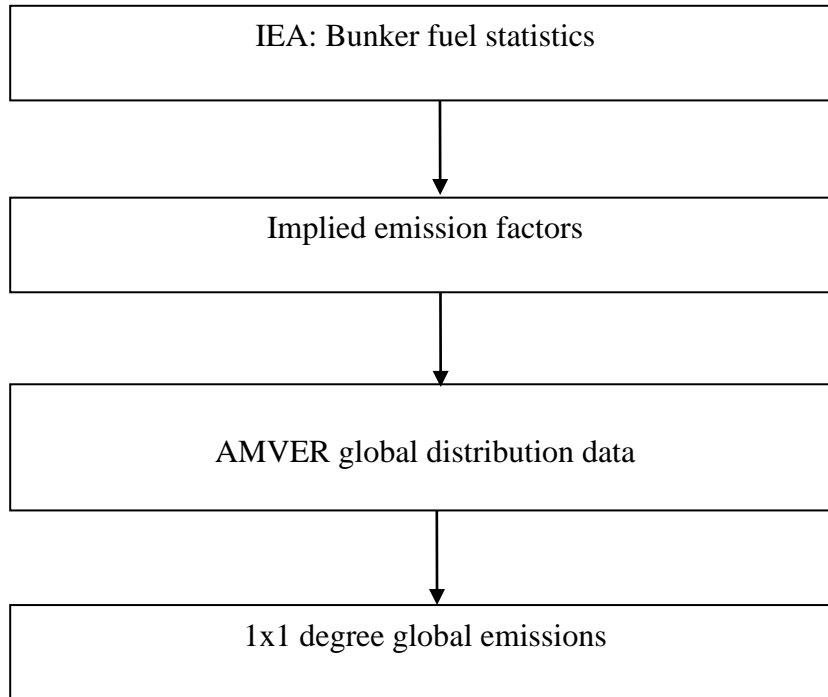 IEA: Bunker fuel statistics
Implied emission factors
AMVER global distribution data
1x1 degree global emissions